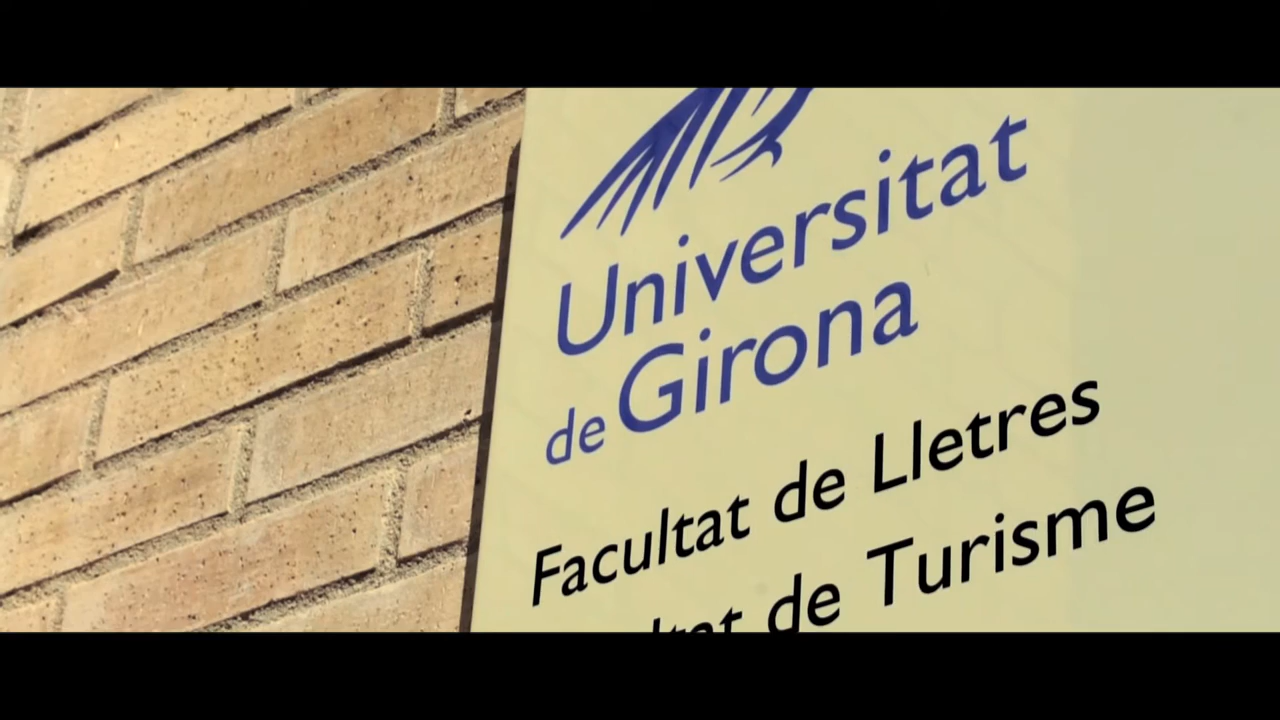 Universitat
de Girona
Facultat de Lletres
de Turisme